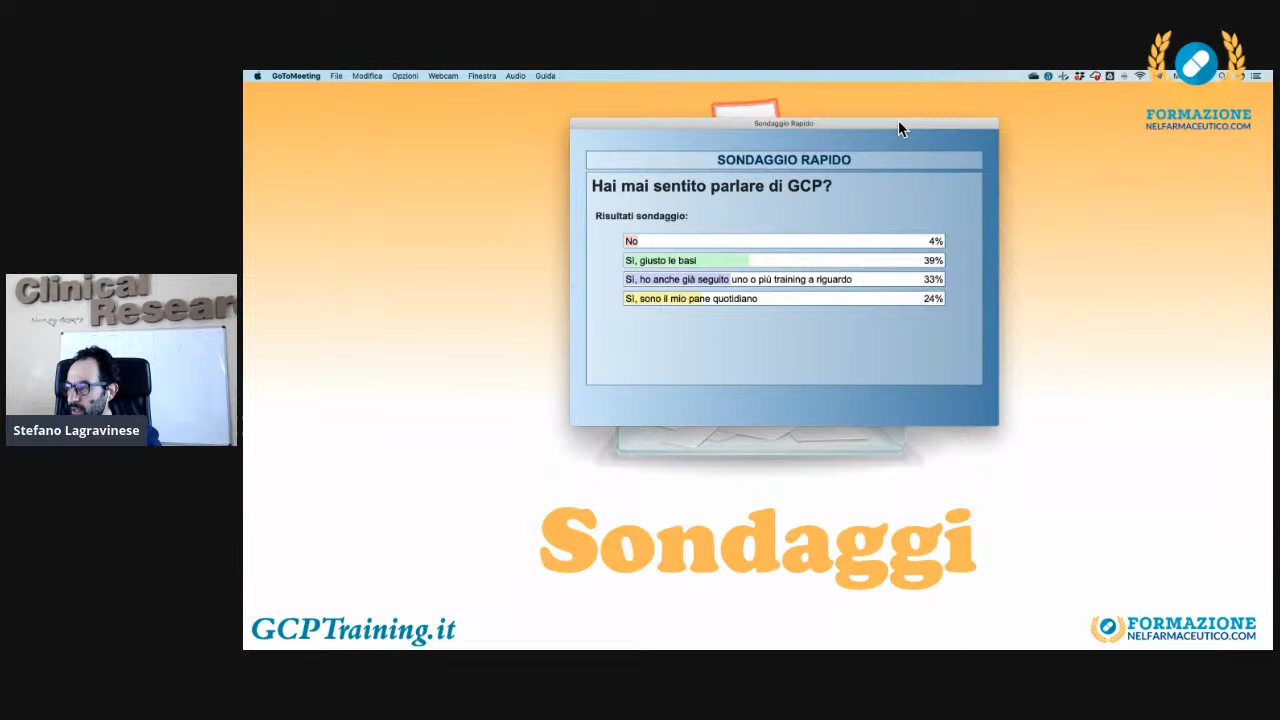 GoToMeeting File Modifica Opzioni Webcam Finestra Audio Guida
FORMAZIONE
NELFARMACEUTICO.COM
Sondaggio Rapido
SONDAGGIO RAPIDO
Hai mai sentito parlare di GCP?
Risultati sondaggio:
No 4%
Sì, giusto le basi 39%
Sì, ho anche già seguito uno o più training a riguardo 33%
Sì, sono il mio pane quotidiano 24%
Clinical
Research
Stefano Lagravinese
Sondaggi
GCPTraining.it
FORMAZIONE
NELFARMACEUTICO.COM